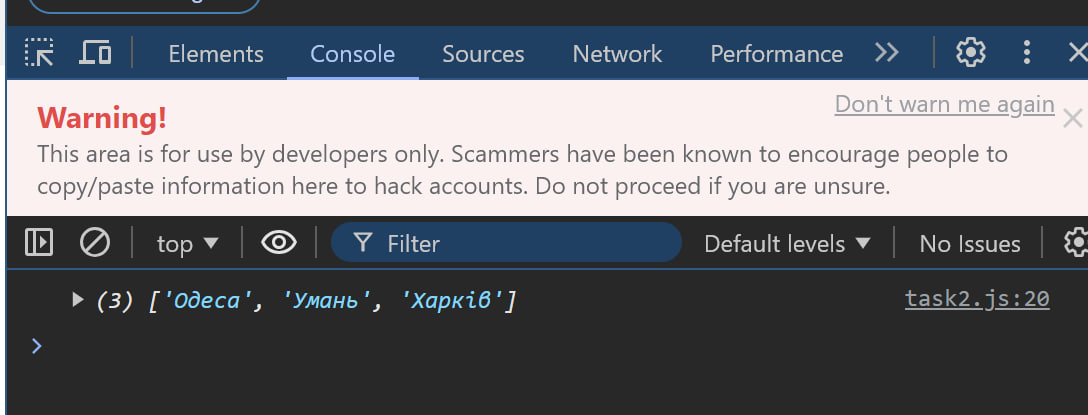 Elements Console Sources Network Performance
Don't warn me again
Warning!
This area is for use by developers only. Scammers have been known to encourage people to
copy/paste information here to hack accounts. Do not proceed if you are unsure.
top Filter Default levels No Issues
(3) ['Одеса', 'Умань', 'Харків'] task2.js:20